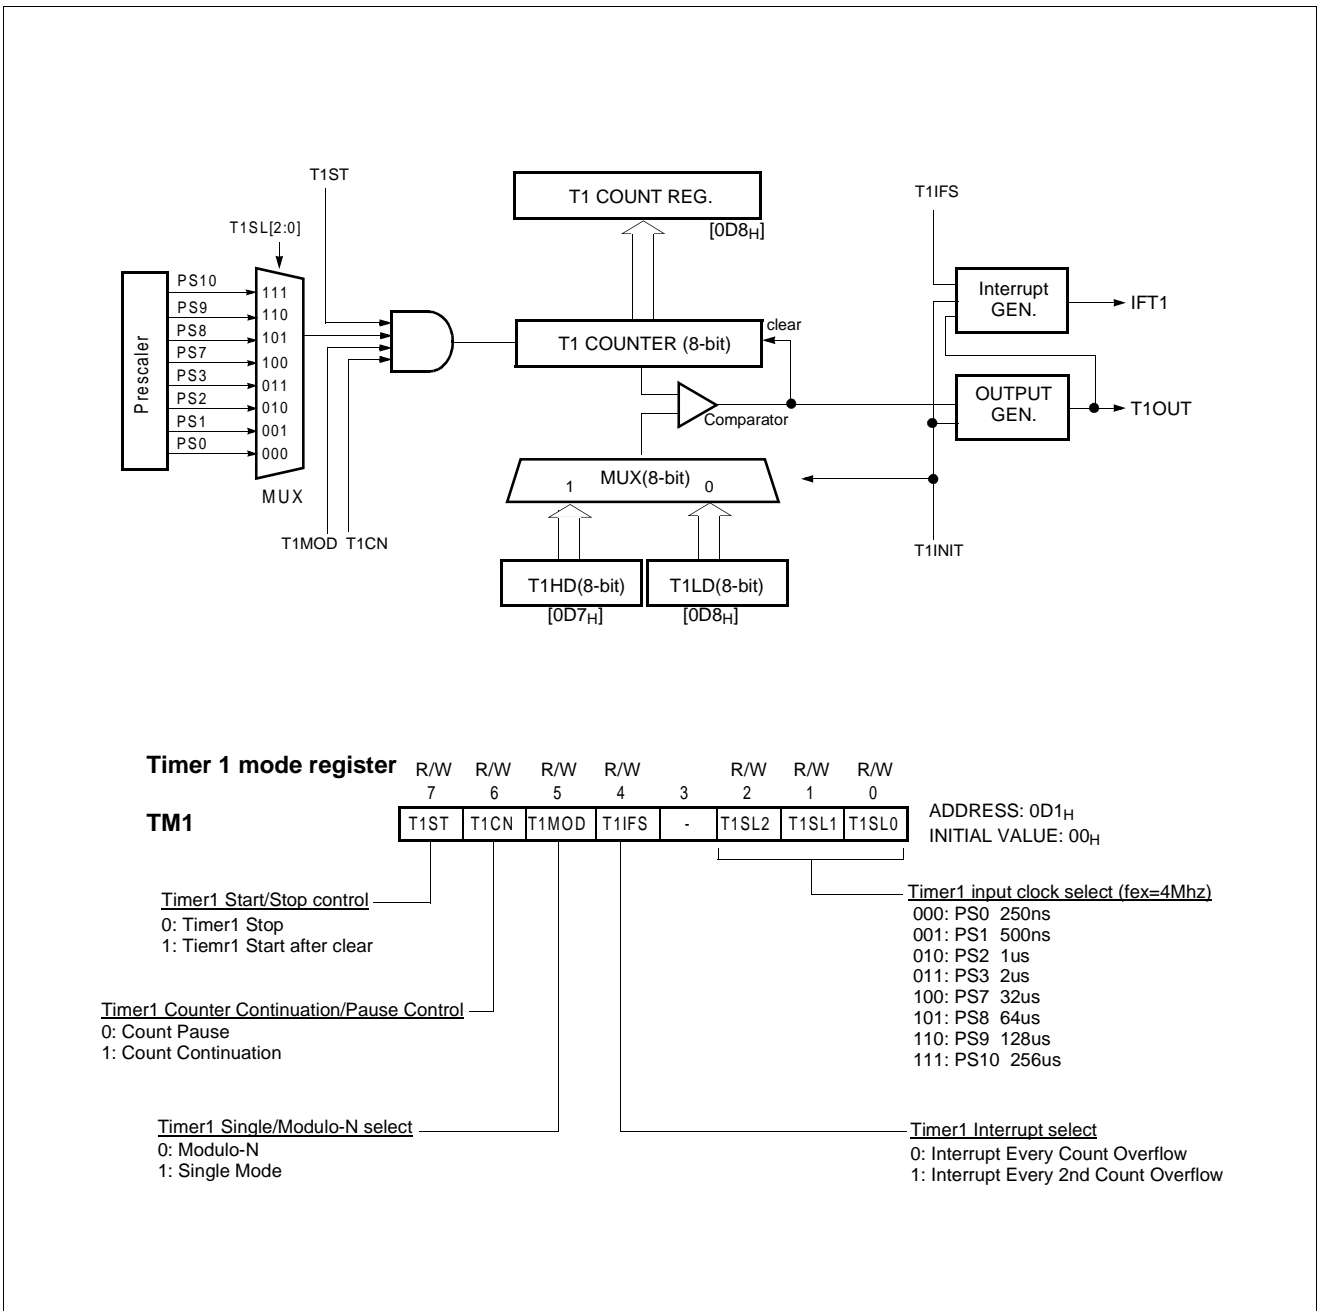 T1ST
T1 COUNT REG.
T1IFS
[0D8H]
T1SL[2:0]
Prescaler
PS10
111
PS9
110
PS8
101
PS7
100
PS3
011
PS2
010
PS1
001
PS0
000
MUX
T1MOD T1CN
clear
T1 COUNTER (8-bit)
Comparator
MUX(8-bit)
1 0
T1HD(8-bit) T1LD(8-bit)
[0D7H] [0D8H]
Interrupt
GEN.
IFT1
OUTPUT
GEN.
T1OUT
T1INIT
Timer 1 mode register
R/W R/W R/W R/W R/W R/W R/W
7 6 5 4 3 2 1 0
TM1
T1ST T1CN T1MOD T1IFS - T1SL2 T1SL1 T1SL0
ADDRESS: 0D1H
INITIAL VALUE: 00H
Timer1 Start/Stop control
0: Timer1 Stop
1: Tiemr1 Start after clear
Timer1 Counter Continuation/Pause Control
0: Count Pause
1: Count Continuation
Timer1 Single/Modulo-N select
0: Modulo-N
1: Single Mode
Timer1 input clock select (fex=4Mhz)
000: PS0 250ns
001: PS1 500ns
010: PS2 1us
011: PS3 2us
100: PS7 32us
101: PS8 64us
110: PS9 128us
111: PS10 256us
Timer1 Interrupt select
0: Interrupt Every Count Overflow
1: Interrupt Every 2nd Count Overflow